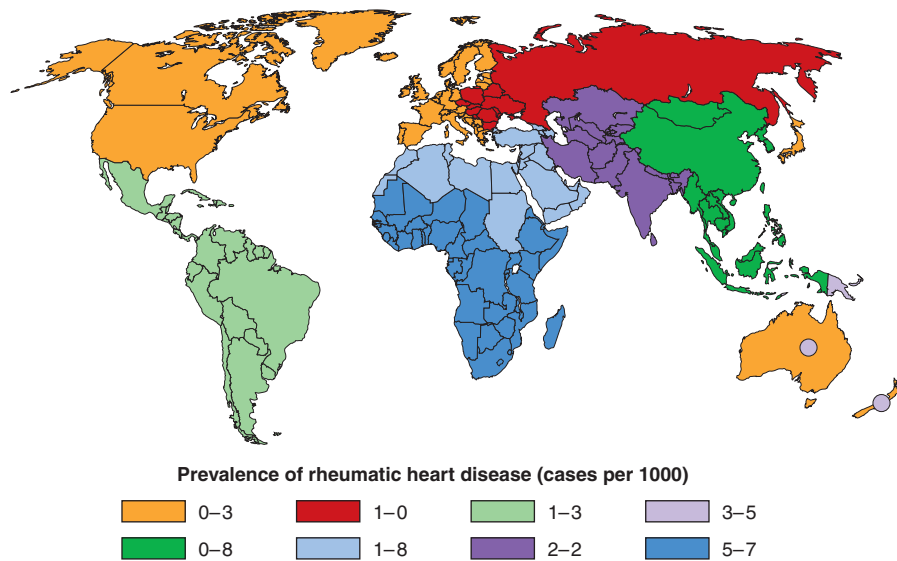 Prevalence of rheumatic heart disease (cases per 1000)
0–3 1–0 1–3 3–5
0–8 1–8 2–2 5–7